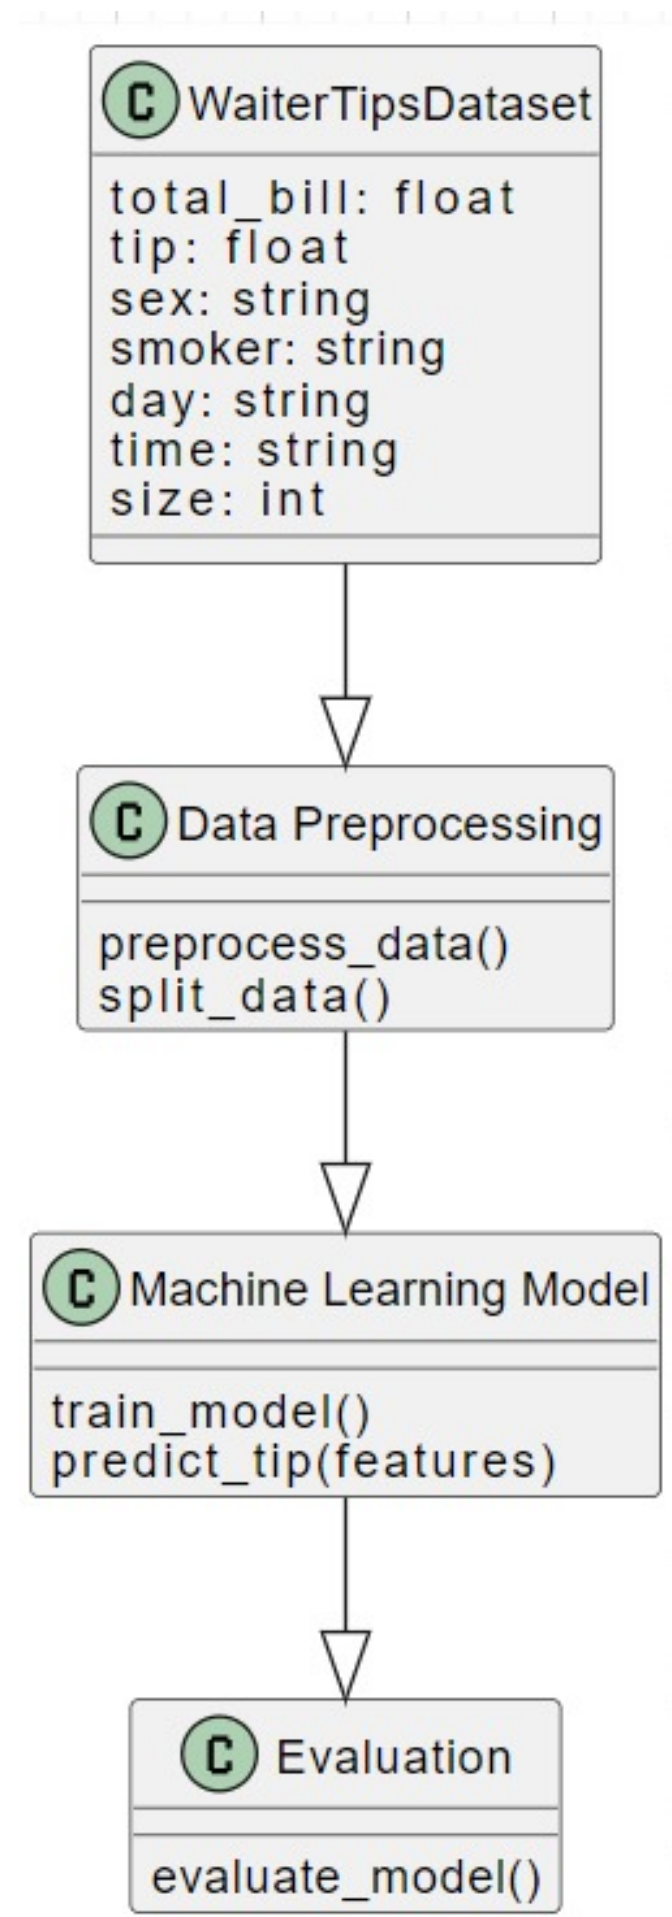 C WaiterTipsDataset
total_bill: float
tip: float
sex: string
smoker: string
day: string
time: string
size: int
C Data Preprocessing
preprocess_data()
split_data()
C Machine Learning Model
train_model()
predict_tip(features)
C Evaluation
evaluate_model()